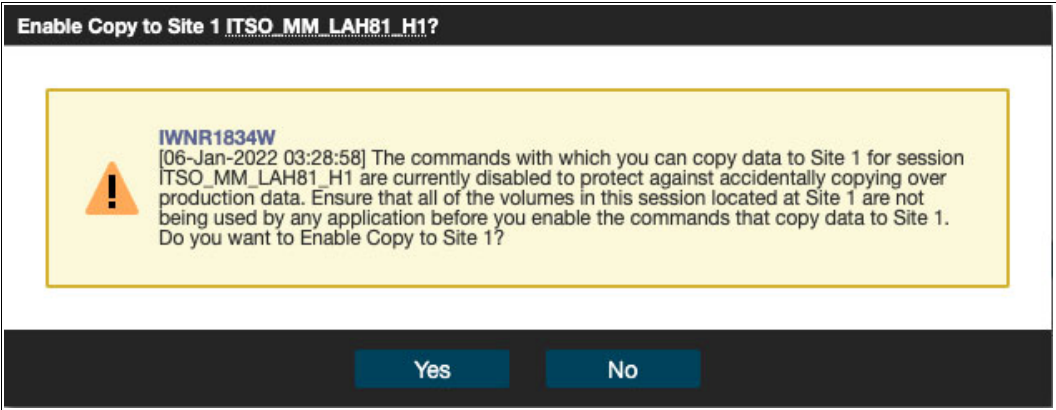 Enable Copy to Site 1 ITSO_MM_LAH81_H1?
IWNR1834W
[06-Jan-2022 03:28:58] The commands with which you can copy data to Site 1 for session
ITSO_MM_LAH81_H1 are currently disabled to protect against accidentally copying over
production data. Ensure that all of the volumes in this session located at Site 1 are not
being used by any application before you enable the commands that copy data to Site 1.
Do you want to Enable Copy to Site 1?
Yes
No